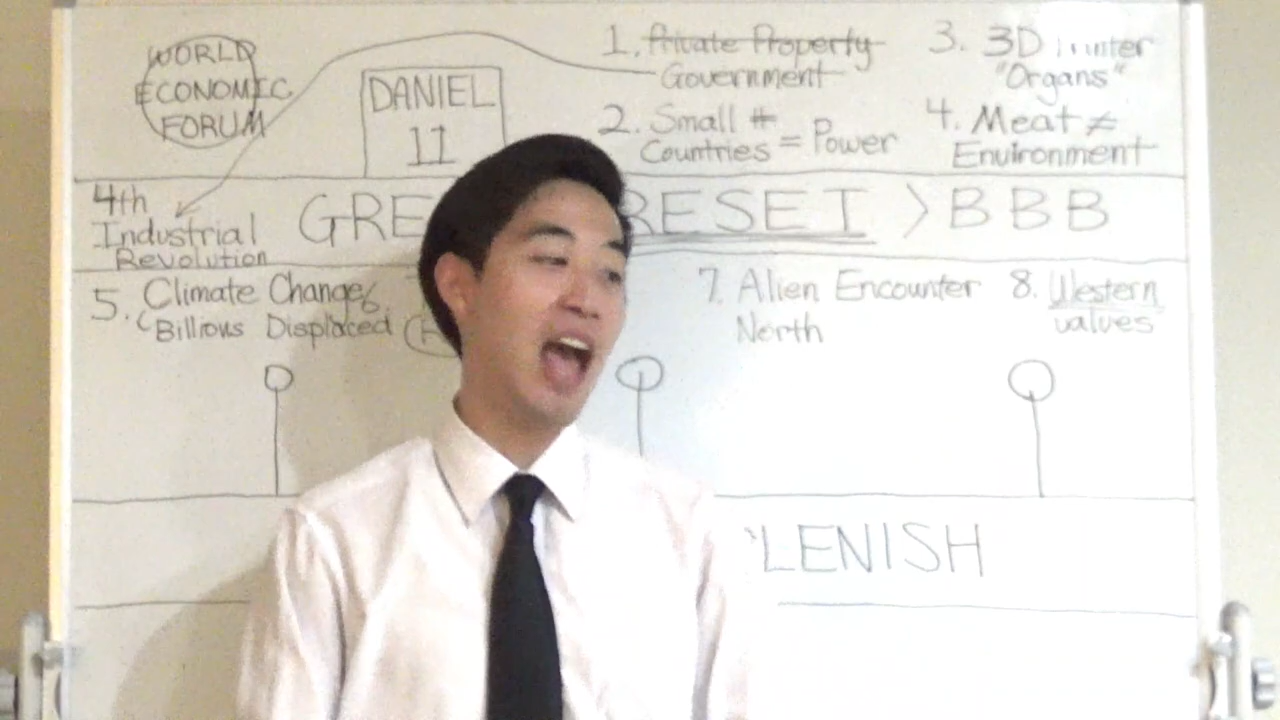 WORLD
ECONOMIC
FORUM
DANIEL
11
1. Private Property
Government
2. Small #
Countries = Power
3. 3D
"Organs"
4. Meat ≠
Environment
4th
Industrial
Revolution
GRE RESET > BBB
5. Climate Change
Billions Displaced
7. Alien Encounter
North
8. Western
values
LENISH